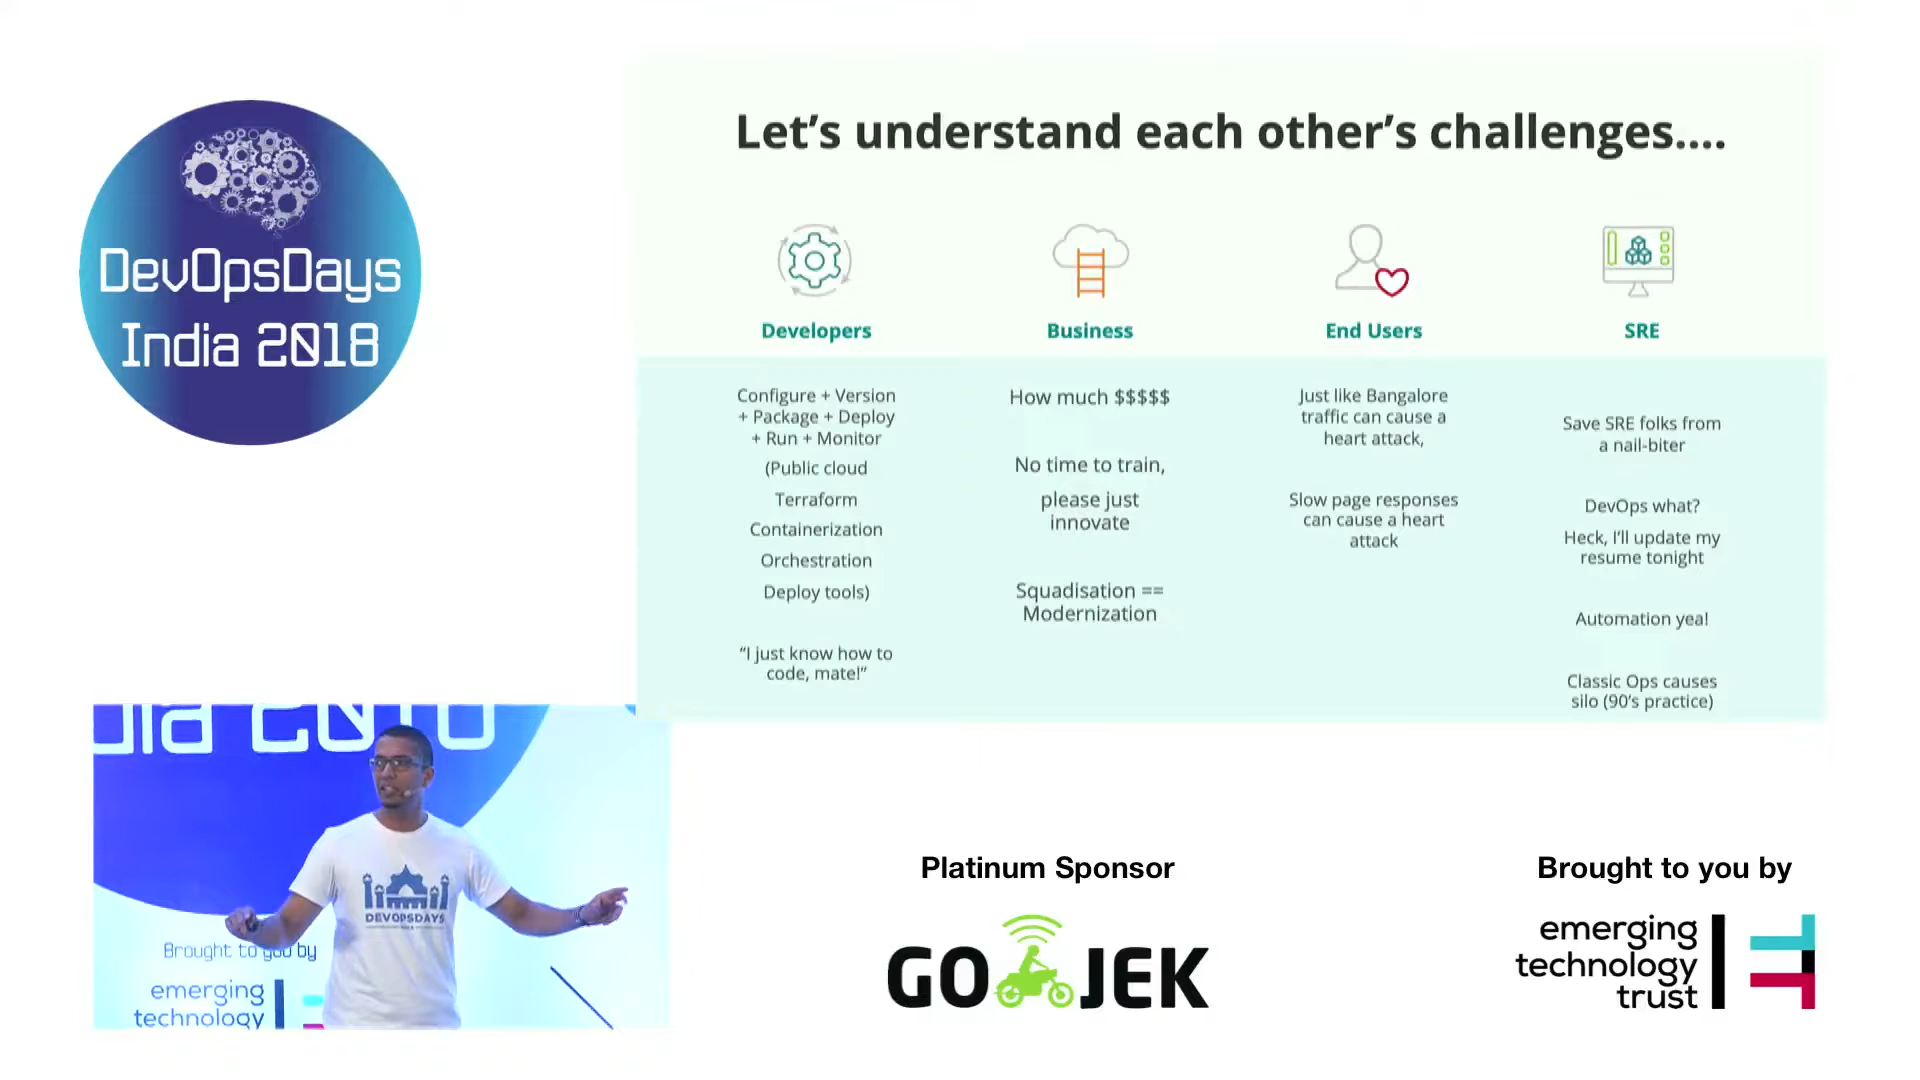 DevOpsDays
India 2018
Let’s understand each other’s challenges....
Developers
Configure + Version
+ Package + Deploy
+ Run + Monitor
(Public cloud
Terraform
Containerization
Orchestration
Deploy tools)
“I just know how to
code, mate!”
Business
How much $$$$$
No time to train,
please just
innovate
Squadisation ==
Modernization
End Users
Just like Bangalore
traffic can cause a
heart attack,
Slow page responses
can cause a heart
attack
SRE
Save SRE folks from
a nail-biter
DevOps what?
Heck, I’ll update my
resume tonight
Automation yea!
Classic Ops causes
silo (90’s practice)
dia 2018
DEVOPSDAYS
INDIA
Brought to you by
emerging
technology
Platinum Sponsor
GO JEK
Brought to you by
emerging
technology
trust